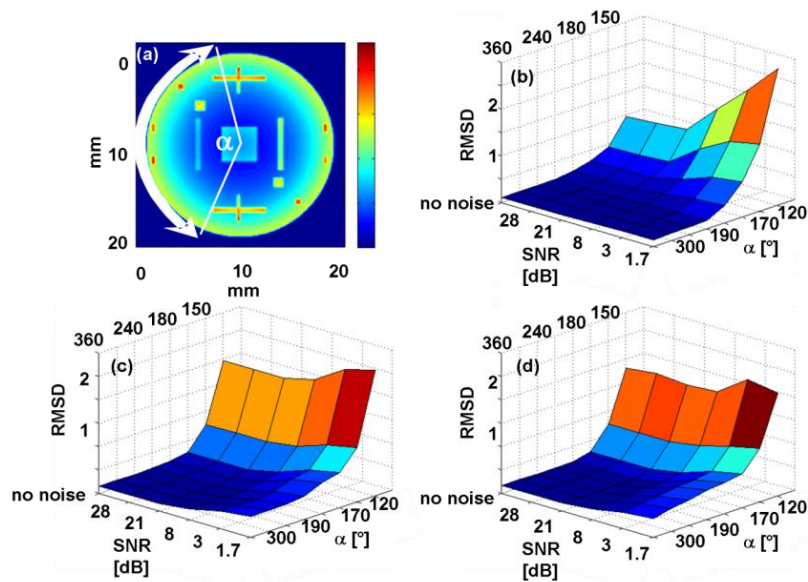 (a)
0
10
20
mm
α
0 10 20
mm
(b)
360 240 180 150
2
1
RMSD
no noise
28 21 8 3 1.7
SNR
[dB]
300 190 170 120
α [°]
(c)
360 240 180 150
2
1
RMSD
no noise
28 21 8 3 1.7
SNR
[dB]
300 190 170 120
α [°]
(d)
360 240 180 150
2
1
RMSD
no noise
28 21 8 3 1.7
SNR
[dB]
300 190 170 120
α [°]